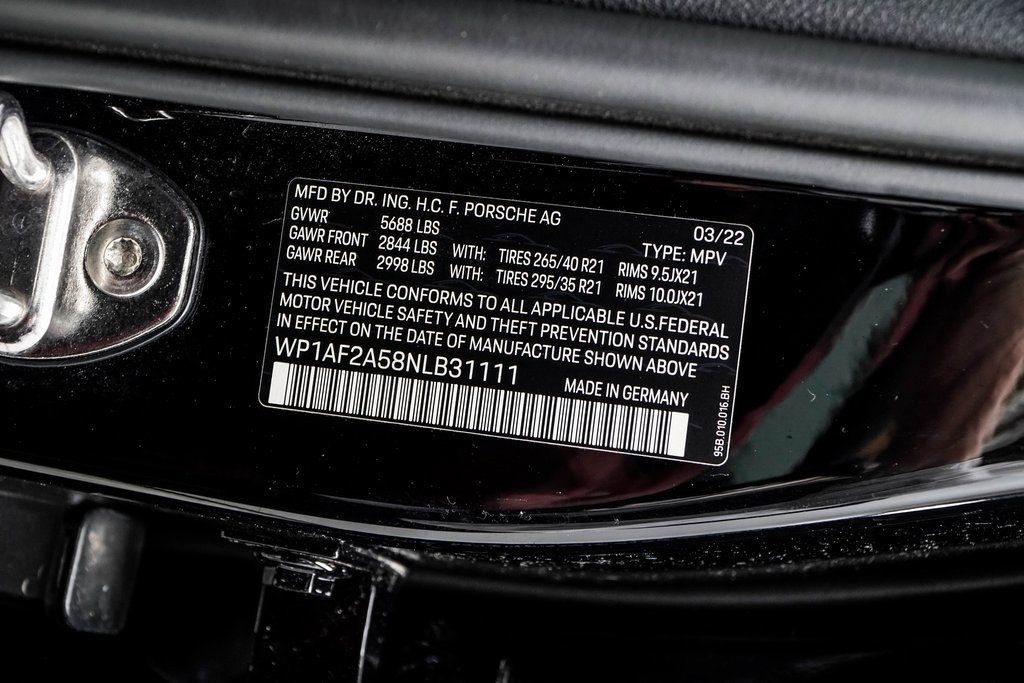 MFD BY DR. ING. H.C. F. PORSCHE AG
03/22
GVWR 5688 LBS TYPE: MPV
GAWR FRONT 2844 LBS WITH: TIRES 265/40 R21 RIMS 9.5JX21
GAWR REAR 2998 LBS WITH: TIRES 295/35 R21 RIMS 10.0JX21
THIS VEHICLE CONFORMS TO ALL APPLICABLE U.S.FEDERAL
MOTOR VEHICLE SAFETY AND THEFT PREVENTION STANDARDS
IN EFFECT ON THE DATE OF MANUFACTURE SHOWN ABOVE
WP1AF2A58NLB31111
MADE IN GERMANY
95B.010.016.BH